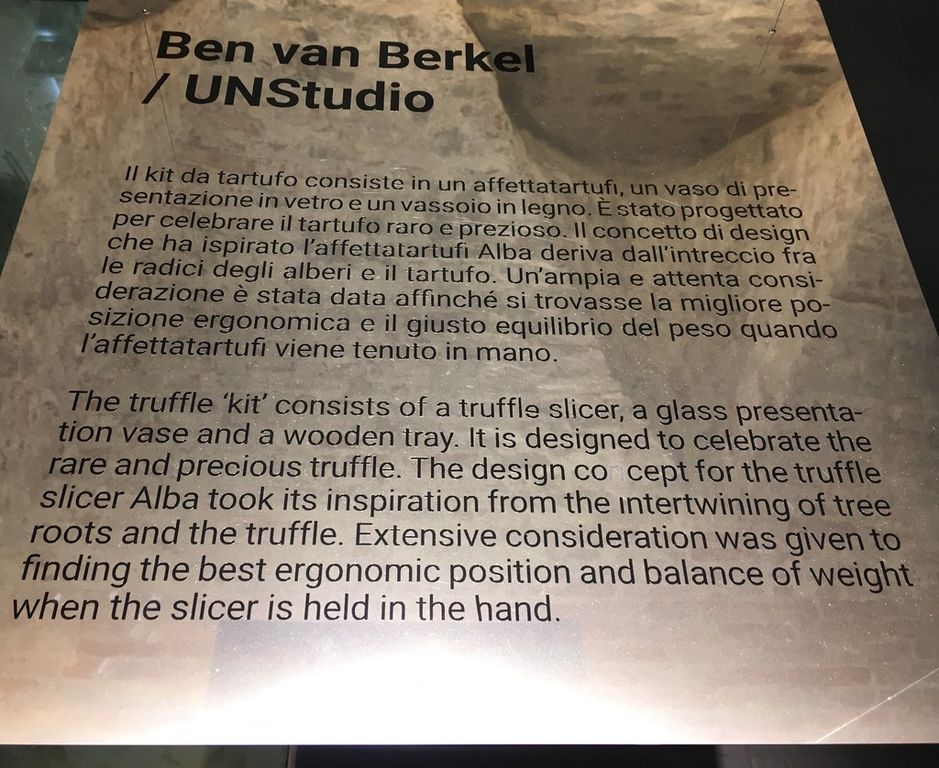 Ben van Berkel
/ UNStudio
Il kit da tartufo consiste in un affettatartufi, un vaso di pre-
sentazione in vetro e un vassoio in legno. È stato progettato
per celebrare il tartufo raro e prezioso. Il concetto di design
che ha ispirato l'affettatartufi Alba deriva dall'intreccio fra
le radici degli alberi e il tartufo. Un'ampia e attenta consi-
derazione è stata data affinché si trovasse la migliore po-
sizione ergonomica e il giusto equilibrio del peso quando
l'affettatartufi viene tenuto in mano.
The truffle ‘kit’ consists of a truffle slicer, a glass presenta-
tion vase and a wooden tray. It is designed to celebrate the
rare and precious truffle. The design co cept for the truffle
slicer Alba took its inspiration from the intertwining of tree
roots and the truffle. Extensive consideration was given to
finding the best ergonomic position and balance of weight
when the slicer is held in the hand.